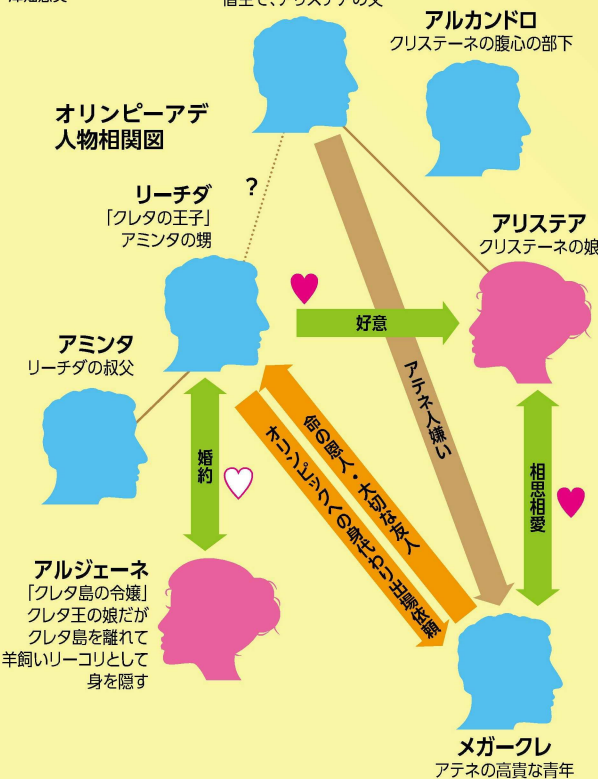 アルカンドロ
クリステーネの腹心の部下
オリンピーアデ
人物相関図
?
リーチダ
「クレタの王子」
アミンタの甥
アリステア
クリステーネの娘
好意
アミンタ
リーチダの叔父
アテネ人嫌い
婚約
命の恩人・大切な友人
オリンピックへの身代わり出場依頼
相思相愛
アルジェーネ
「クレタ島の令嬢」
クレタ王の娘だが
クレタ島を離れて
羊飼いリーコリとして
身を隠す
メガークレ
アテネの高貴な青年